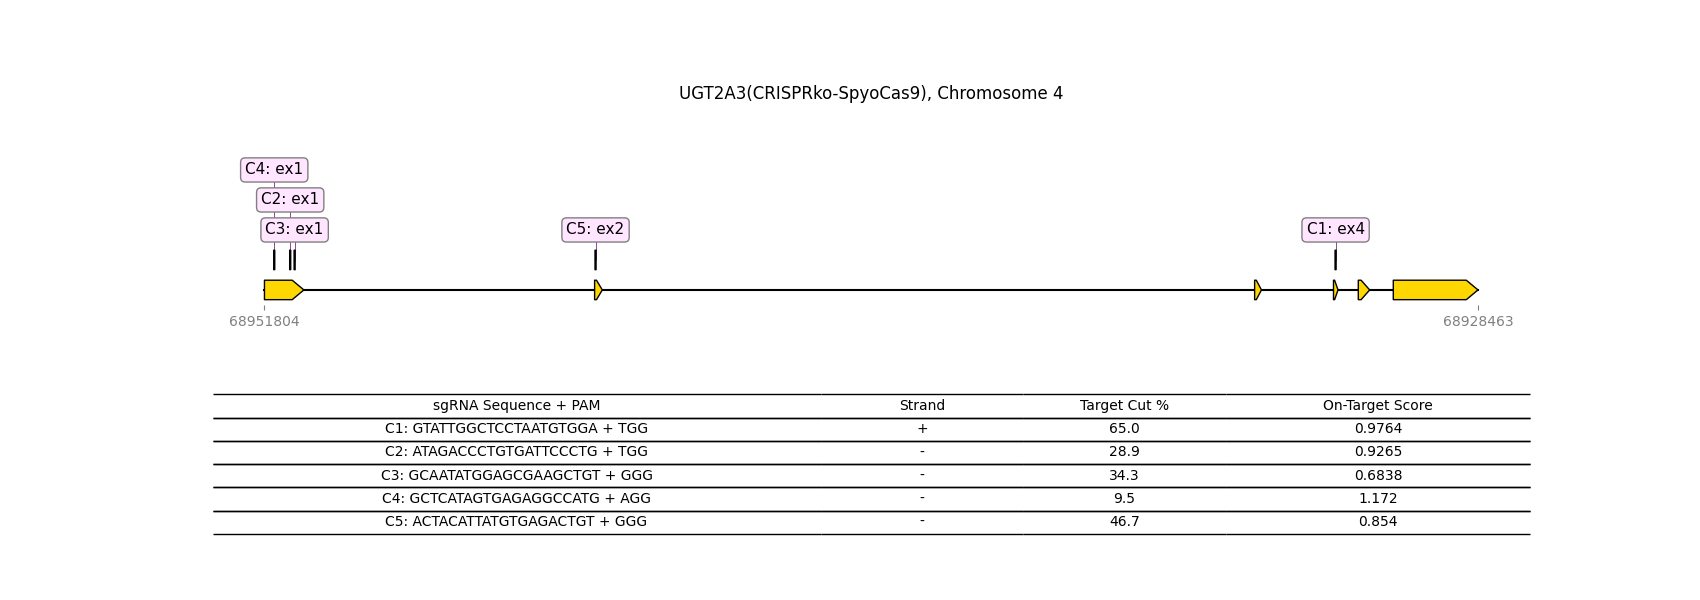 UGT2A3(CRISPRko-SpyoCas9), Chromosome 4
C4: ex1
C2: ex1
C3: ex1
C5: ex2
C1: ex4
68951804
68928463
sgRNA Sequence + PAM Strand Target Cut % On-Target Score
C1: GTATTGGCTCCTAATGTGGA + TGG + 65.0 0.9764
C2: ATAGACCCTGTGATTCCCTG + TGG - 28.9 0.9265
C3: GCAATATGGAGCGAAGCTGT + GGG - 34.3 0.6838
C4: GCTCATAGTGAGAGGCCATG + AGG - 9.5 1.172
C5: ACTACATTATGTGAGACTGT + GGG - 46.7 0.854